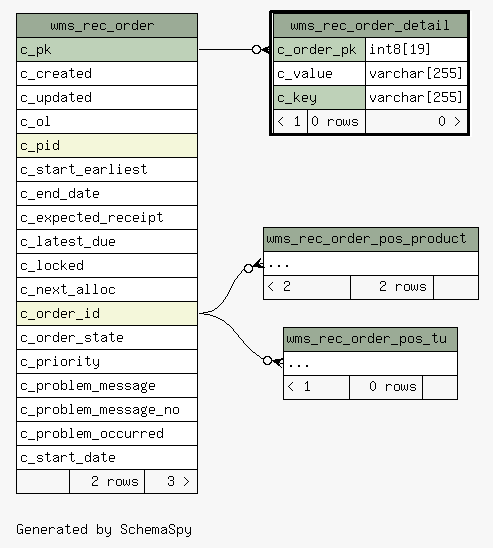 wms_rec_order
c_pk
c_created
c_updated
c_ol
c_pid
c_start_earliest
c_end_date
c_expected_receipt
c_latest_due
c_locked
c_next_alloc
c_order_id
c_order_state
c_priority
c_problem_message
c_problem_message_no
c_problem_occurred
c_start_date
2 rows 3 >
wms_rec_order_detail
c_order_pk int8[19]
c_value varchar[255]
c_key varchar[255]
< 1 0 rows 0 >
wms_rec_order_pos_product
...
< 2 2 rows
wms_rec_order_pos_tu
...
< 1 0 rows
Generated by SchemaSpy